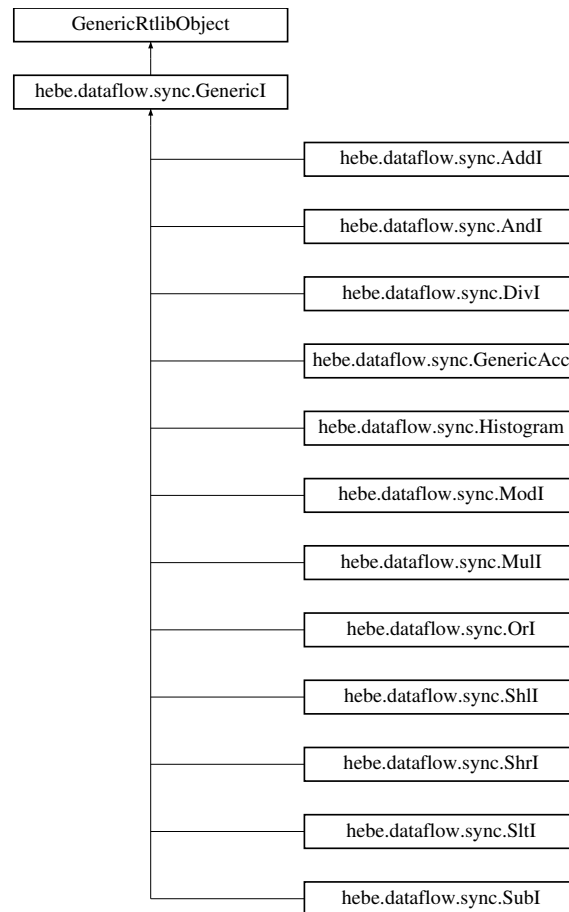 GenericRtlibObject
hebe.dataflow.sync.GenericI
hebe.dataflow.sync.AddI
hebe.dataflow.sync.AndI
hebe.dataflow.sync.DivI
hebe.dataflow.sync.GenericAcc
hebe.dataflow.sync.Histogram
hebe.dataflow.sync.ModI
hebe.dataflow.sync.MulI
hebe.dataflow.sync.OrI
hebe.dataflow.sync.ShlI
hebe.dataflow.sync.ShrI
hebe.dataflow.sync.SltI
hebe.dataflow.sync.SubI